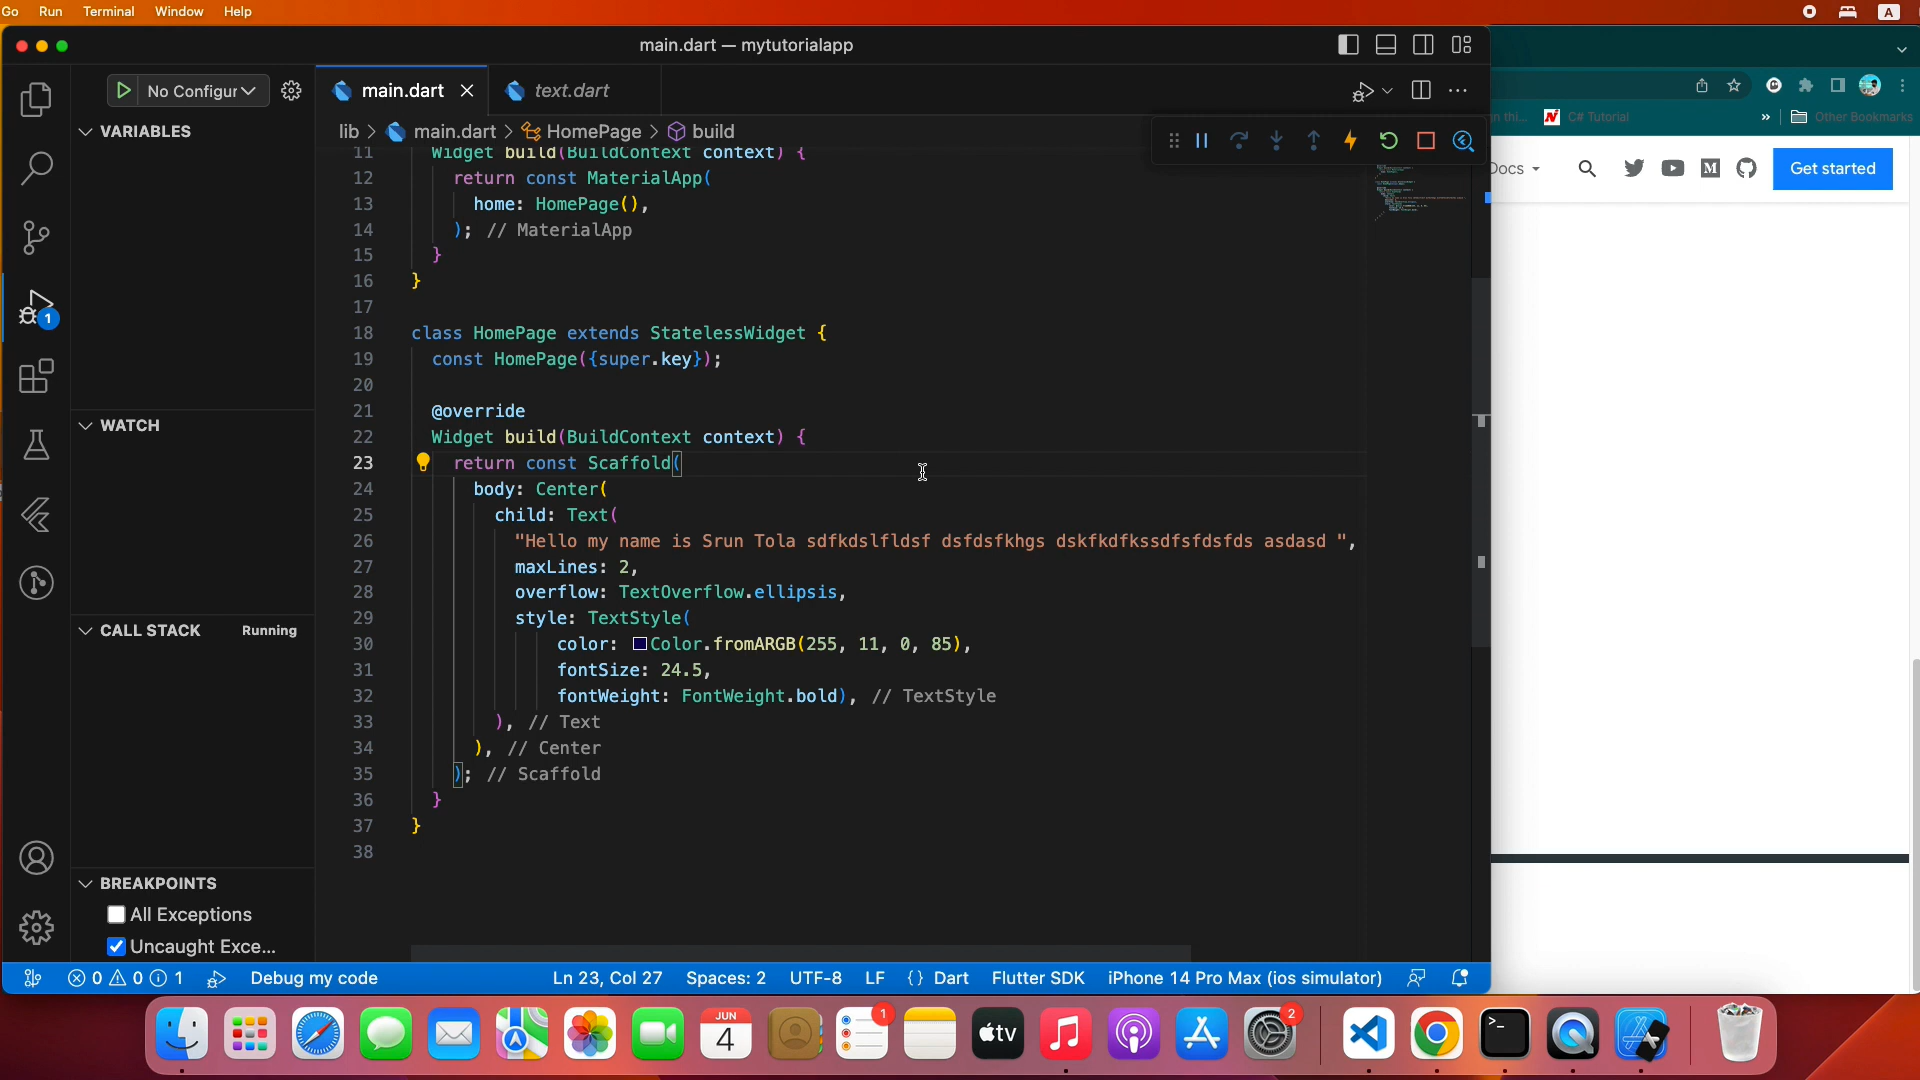 Go Run Terminal Window Help
A
main.dart — mytutorialapp
No Configur
main.dart
text.dart
VARIABLES
lib > main.dart > HomePage > build
C# Tutorial
»
Other Bookmarks
Docs
Get started
11 Widget build(BuildContext context) {
12 return const MaterialApp(
13 home: HomePage(),
14 ); // MaterialApp
15 }
16 }
17
18 class HomePage extends StatelessWidget {
19 const HomePage({super.key});
20
21 @override
22 Widget build(BuildContext context) {
23 return const Scaffold(
24 body: Center(
25 child: Text(
26 "Hello my name is Srun Tola sdfkdslfldsf dsfdsfkhgs dskfkdfkssdfsfdsfds asdasd ",
27 maxLines: 2,
28 overflow: TextOverflow.ellipsis,
29 style: TextStyle(
30 color: Color.fromARGB(255, 11, 0, 85),
31 fontSize: 24.5,
32 fontWeight: FontWeight.bold), // TextStyle
33 ), // Text
34 ), // Center
35 ); // Scaffold
36 }
37 }
38
1
WATCH
CALL STACK Running
BREAKPOINTS
All Exceptions
Uncaught Exce...
0 0 1 Debug my code Ln 23, Col 27 Spaces: 2 UTF-8 LF {} Dart Flutter SDK iPhone 14 Pro Max (ios simulator)
JUN
4
1
tv
2